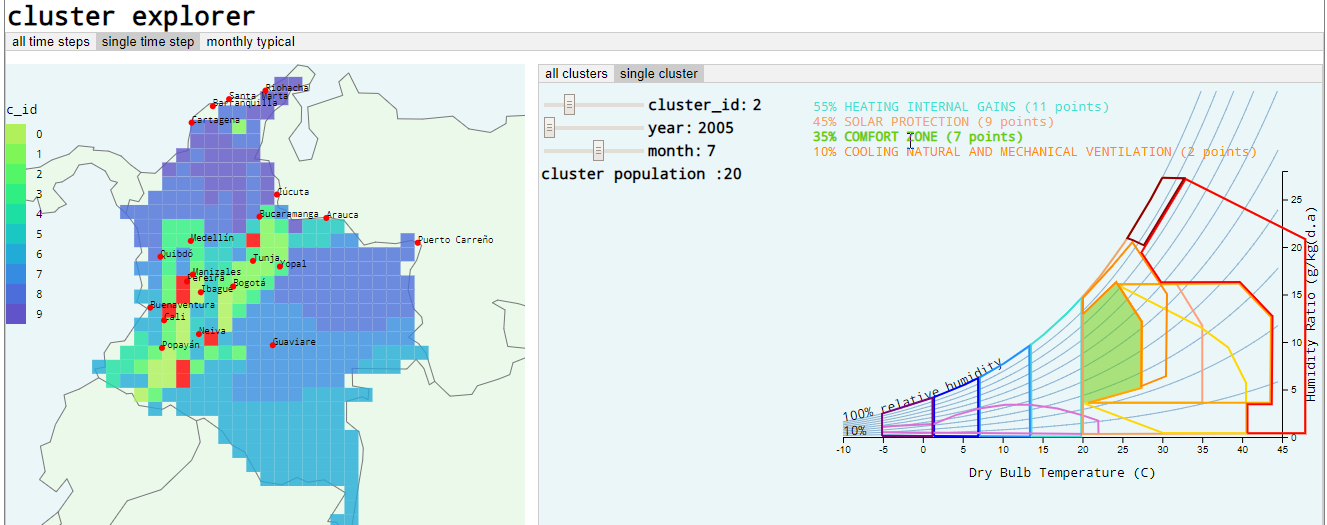 cluster explorer
all time steps single time step monthly typical
c_id
0
1
2
3
4
5
6
7
8
9
Riohacha
Santa Marta
Barranquilla
Cartagena
Cúcuta
Bucaramanga
Arauca
Medellín
Puerto Carreño
Quibdó
Tunja
Yopal
Manizales
Pereira
Bogotá
Ibague
Buenaventura
Cali
Neiva
Popayán
Guaviare
all clusters single cluster
cluster_id: 2
year: 2005
month: 7
cluster population :20
55% HEATING INTERNAL GAINS (11 points)
45% SOLAR PROTECTION (9 points)
35% COMFORT ZONE (7 points)
10% COOLING NATURAL AND MECHANICAL VENTILATION (2 points)
100% relative humidity
10%
25
20
15
10
5
0
Humidity Ratio (g/kg(d.a)
-10 -5 0 5 10 15 20 25 30 35 40 45
Dry Bulb Temperature (C)